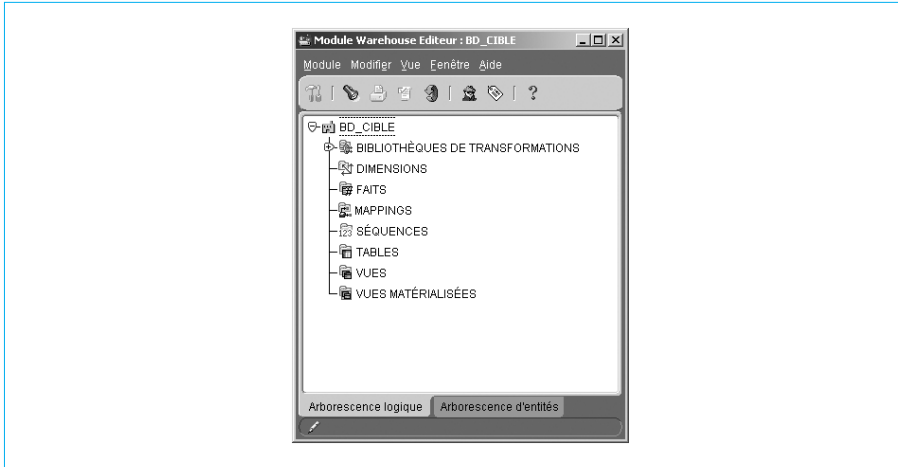 Module Warehouse Editeur : BD_CIBLE
Module Modifier Vue Fenêtre Aide
?
BD_CIBLE
BIBLIOTHÈQUES DE TRANSFORMATIONS
DIMENSIONS
FAITS
MAPPINGS
123 SÉQUENCES
TABLES
VUES
VUES MATÉRIALISÉES
Arborescence logique Arborescence d'entités